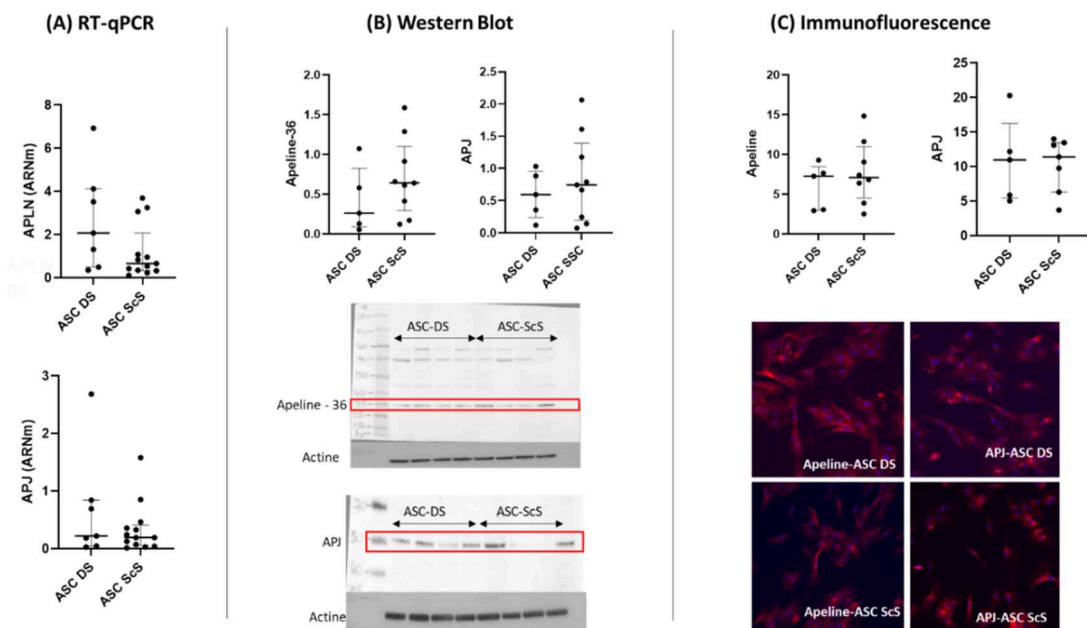 (A) RT-qPCR
(B) Western Blot
(C) Immunofluorescence
APLN (ARNm)
8
6
4
2
0
ASC DS
ASC ScS
APLN
DS
APJ (ARNm)
3
2
1
0
ASC DS
ASC ScS
Apeline-36
2.0
1.5
1.0
0.5
0.0
ASC DS
ASC ScS
APJ
2.5
2.0
1.5
1.0
0.5
0.0
ASC DS
ASC SSC
ASC-DS
ASC-ScS
Apeline - 36
Actine
ASC-DS
ASC-ScS
APJ
Actine
Apeline
20
15
10
5
0
ASC DS
ASC ScS
APJ
25
20
15
10
5
0
ASC DS
ASC ScS
Apeline-ASC DS
APJ-ASC DS
Apeline-ASC ScS
APJ-ASC ScS